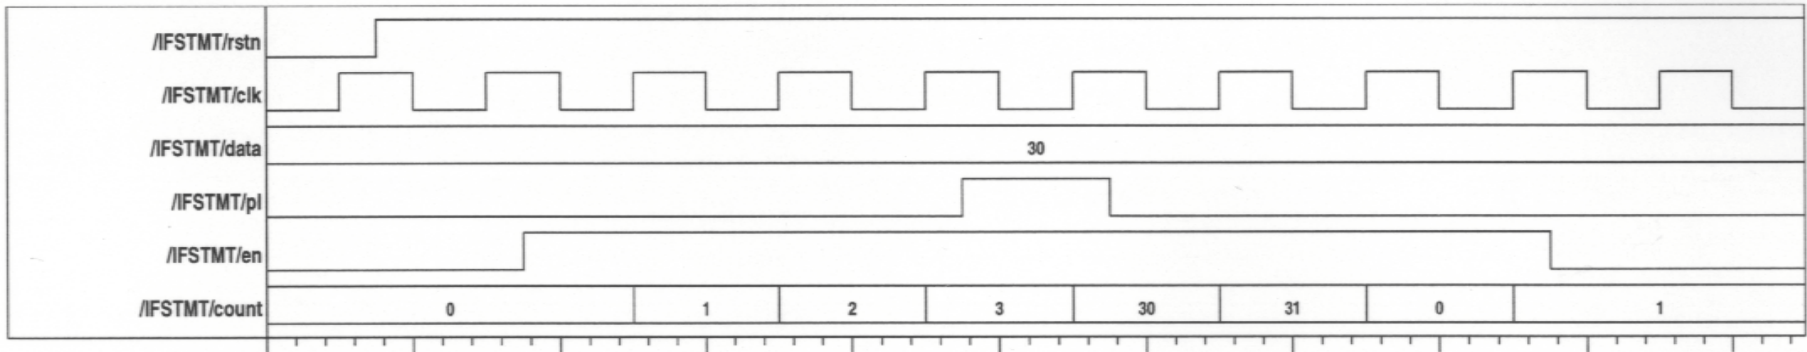 /IFSTMT/rstn
/IFSTMT/clk
/IFSTMT/data 30
/IFSTMT/pl
/IFSTMT/en
/IFSTMT/count 0 1 2 3 30 31 0 1